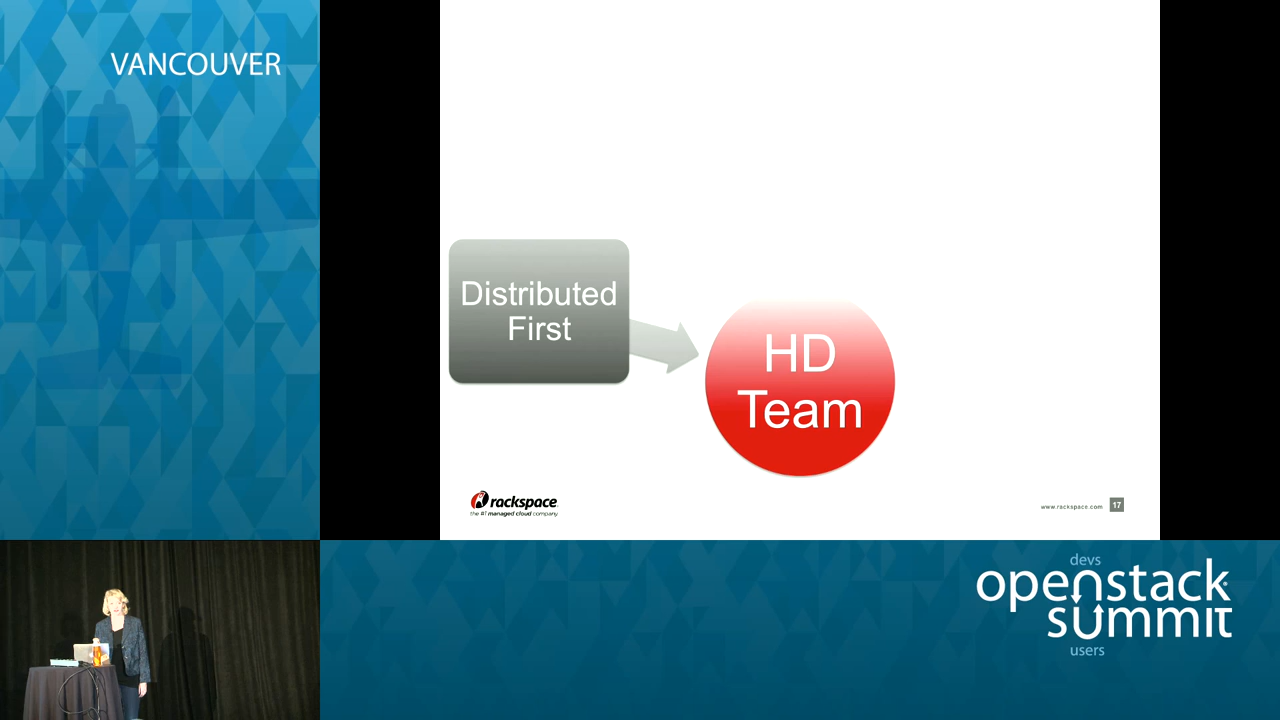 VANCOUVER
Distributed
First
HD
Team
rackspace
the #1 managed cloud company
www.rackspace.com
17
devs
openstack
summit
users